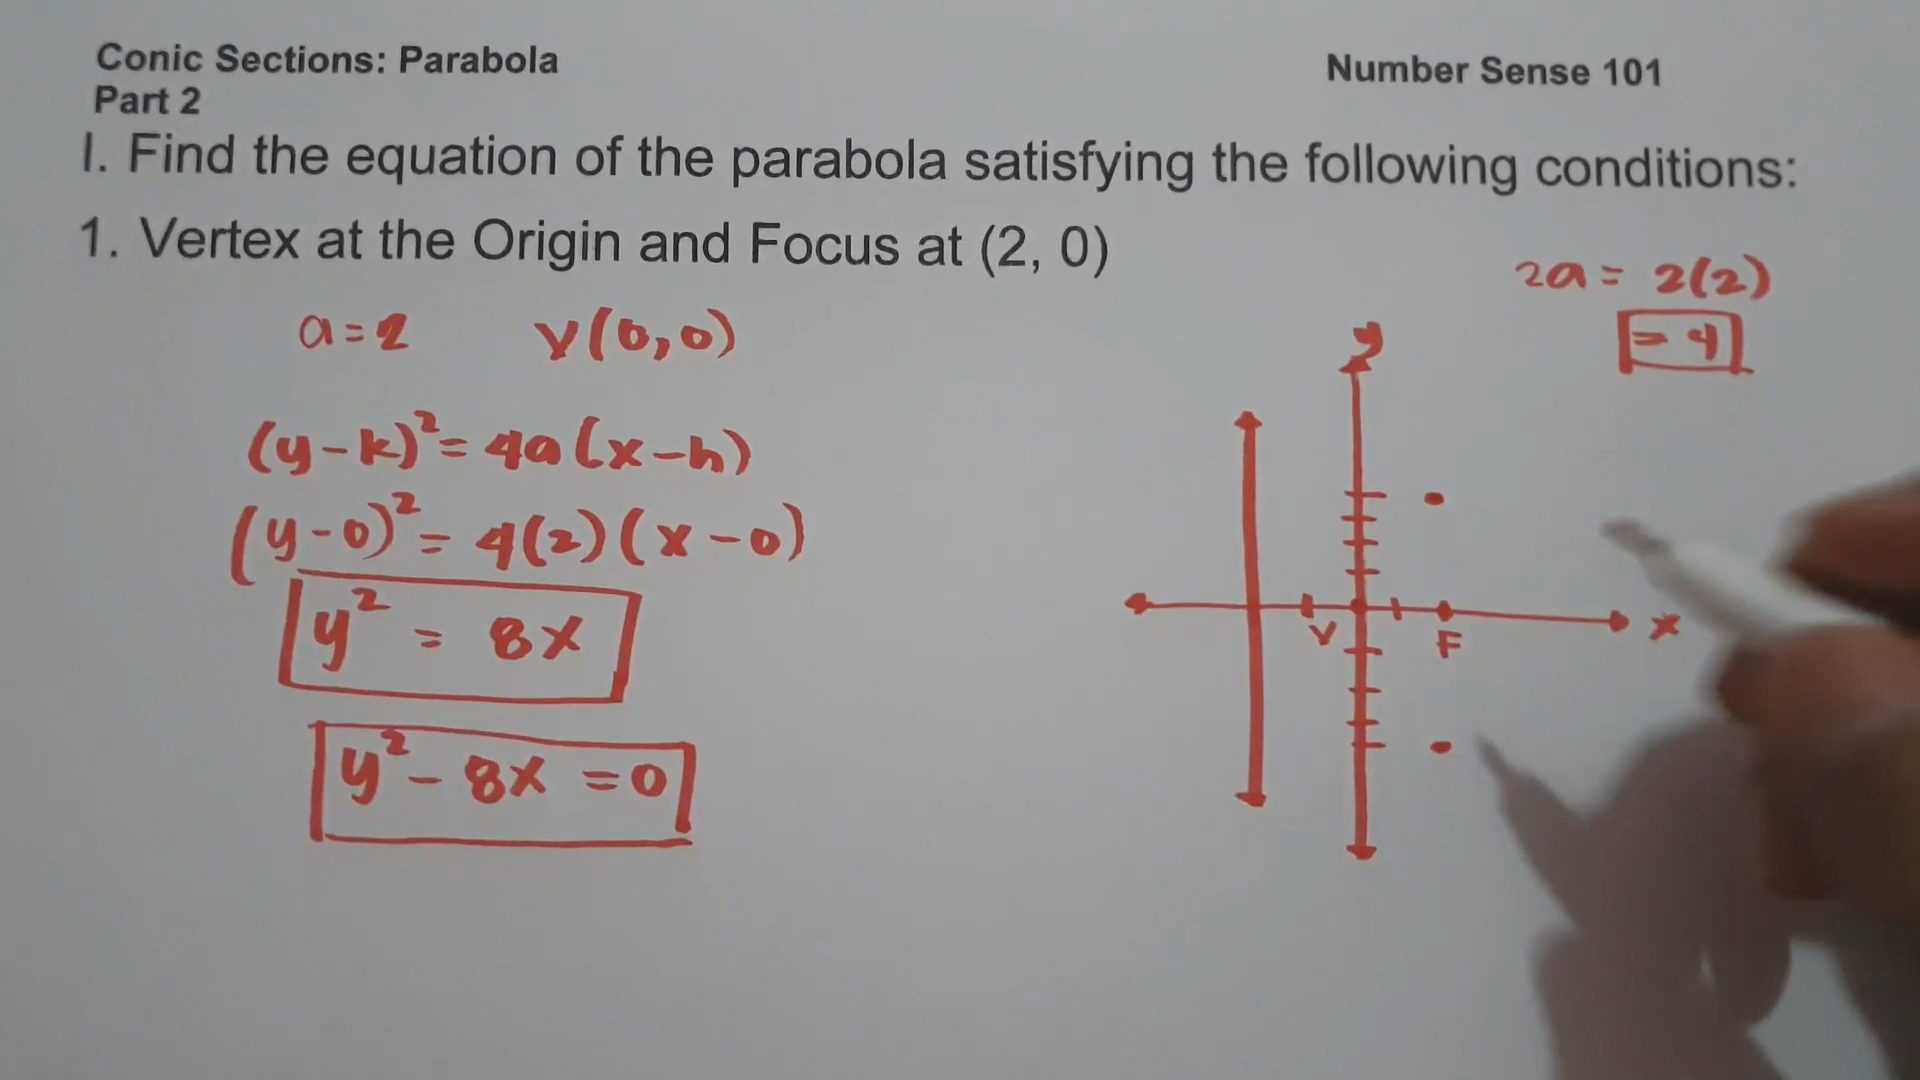 Conic Sections: Parabola
Part 2
Number Sense 101
I. Find the equation of the parabola satisfying the following conditions:
1. Vertex at the Origin and Focus at (2, 0)
a = 2
V(0,0)
2a = 2(2)
= 4
(y-k)² = 4a(x-h)
(y-0)² = 4(2)(x-0)
y² = 8x
y² - 8x = 0
y
x
V
F